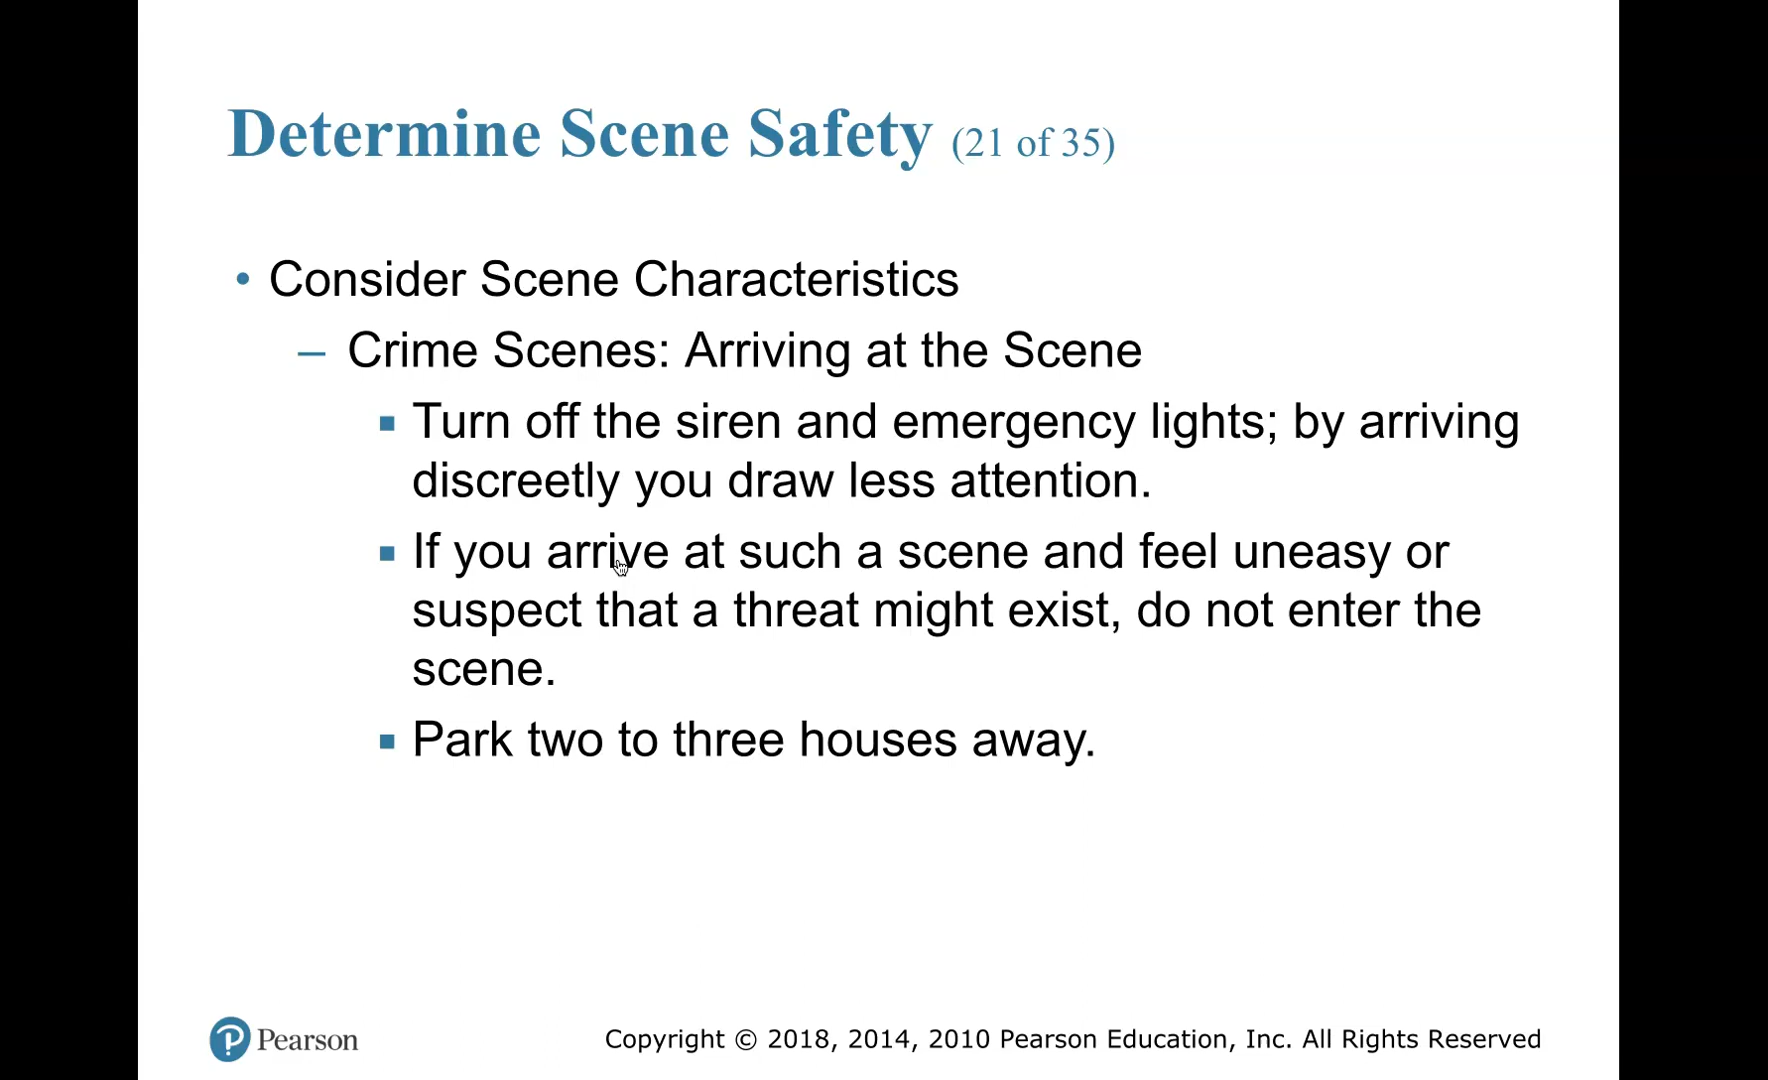 Determine Scene Safety (21 of 35)
• Consider Scene Characteristics
– Crime Scenes: Arriving at the Scene
▪ Turn off the siren and emergency lights; by arriving
discreetly you draw less attention.
▪ If you arrive at such a scene and feel uneasy or
suspect that a threat might exist, do not enter the
scene.
▪ Park two to three houses away.
Pearson
Copyright © 2018, 2014, 2010 Pearson Education, Inc. All Rights Reserved